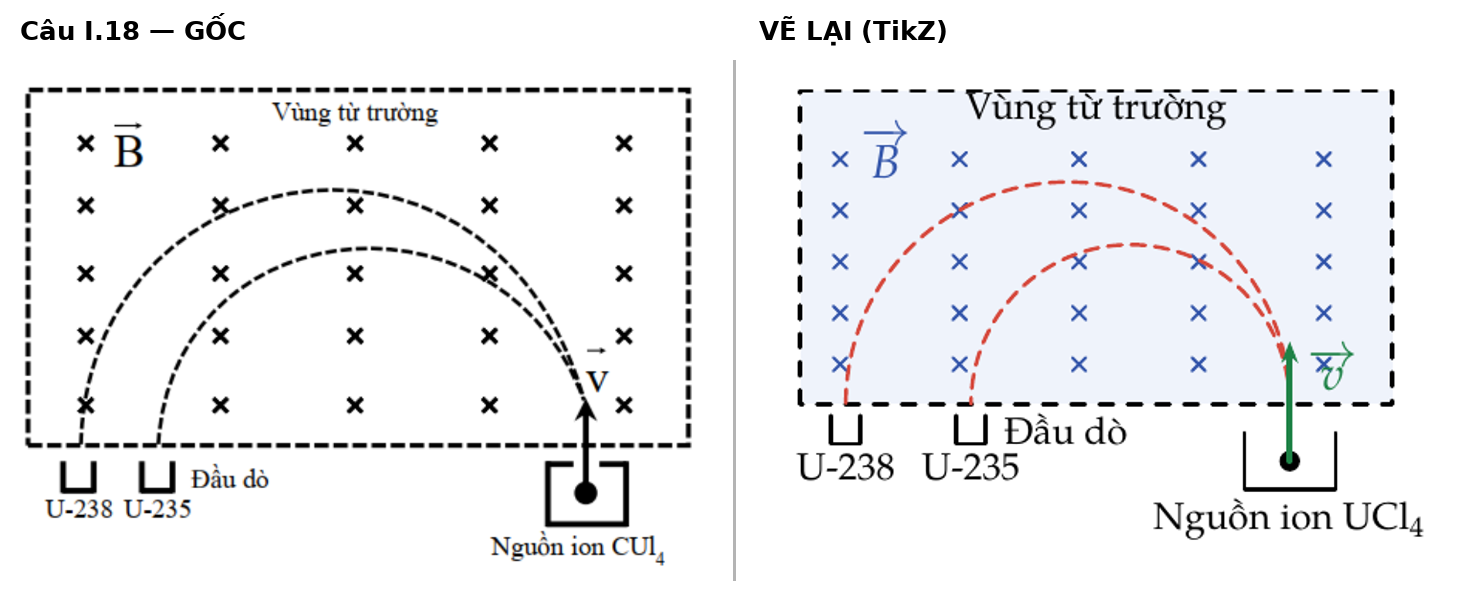 Câu I.18 — GỐC
Vùng từ trường
B
v
Đầu dò
U-238 U-235
Nguồn ion CUl4
VẼ LẠI (TikZ)
Vùng từ trường
B
v
Đầu dò
U-238 U-235
Nguồn ion UCl4